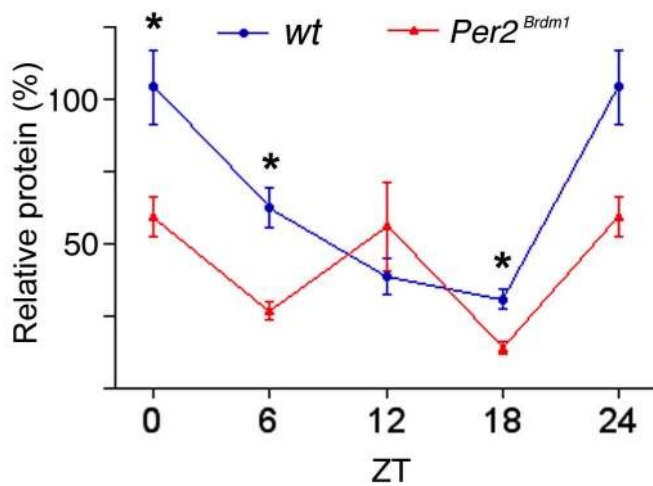 *
wt
Per2 Brdm1
Relative protein (%)
100
*
50
*
0 6 12 18 24
ZT